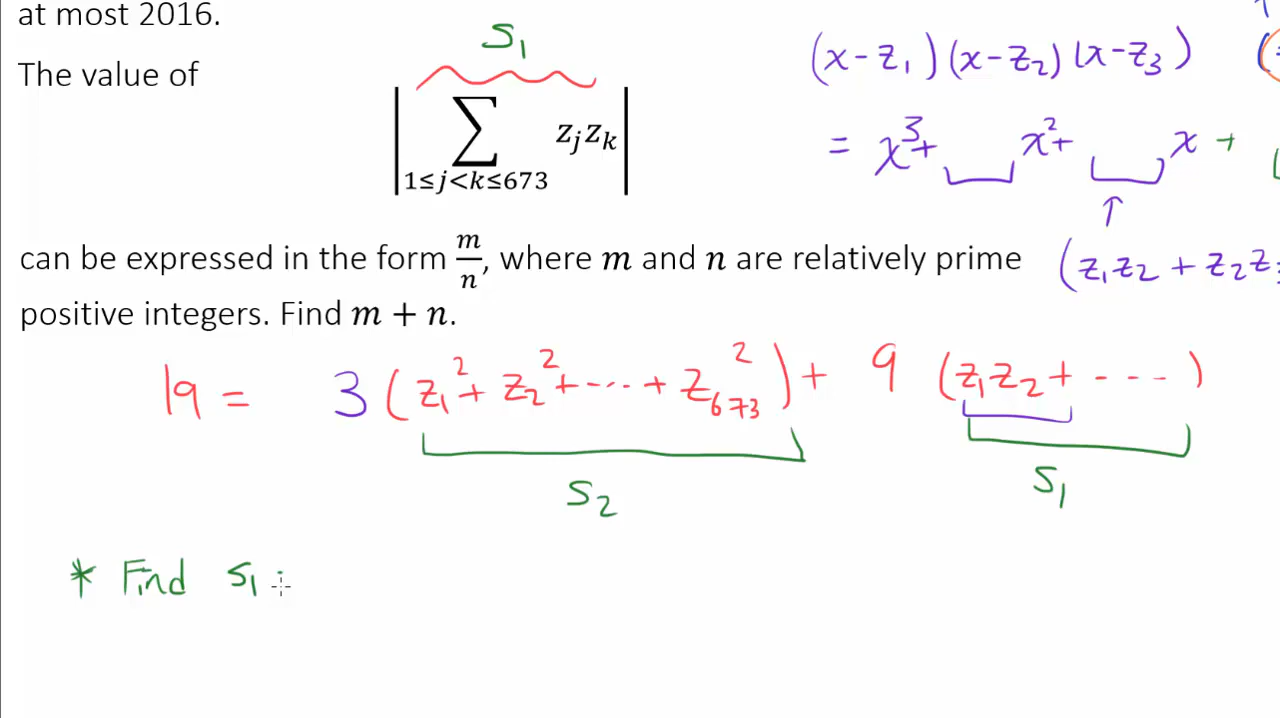 at most 2016.
S₁
The value of
|∑ zⱼzₖ|
1≤j<k≤673
(x-z₁)(x-z₂)(x-z₃)
= x³+ x²+ x +
can be expressed in the form m/n, where m and n are relatively prime
(z₁z₂ + z₂z
positive integers. Find m + n.
19 = 3(z₁²+ z₂²+ ··· + z₆₇₃²) + 9 (z₁z₂+ ---)
S₂
S₁
* Find S₁